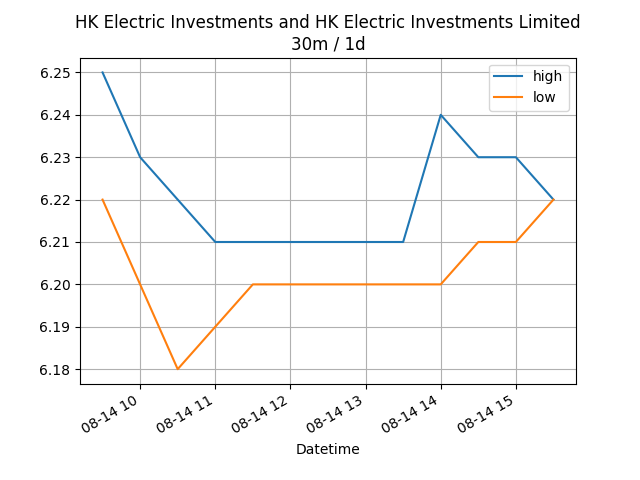 HK Electric Investments and HK Electric Investments Limited
30m / 1d
high
low
6.25
6.24
6.23
6.22
6.21
6.20
6.19
6.18
08-14 10
08-14 11
08-14 12
08-14 13
08-14 14
08-14 15
Datetime